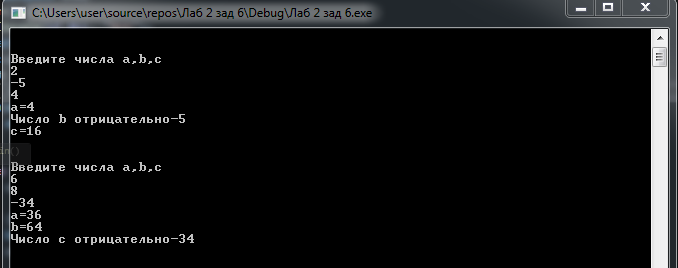 C:\Users\user\source\repos\Лаб 2 зад 6\Debug\Лаб 2 зад 6.exe
Введите числа a,b,c
2
-5
4
a=4
Число b отрицательно-5
c=16
Введите числа a,b,c
6
8
-34
a=36
b=64
Число c отрицательно-34